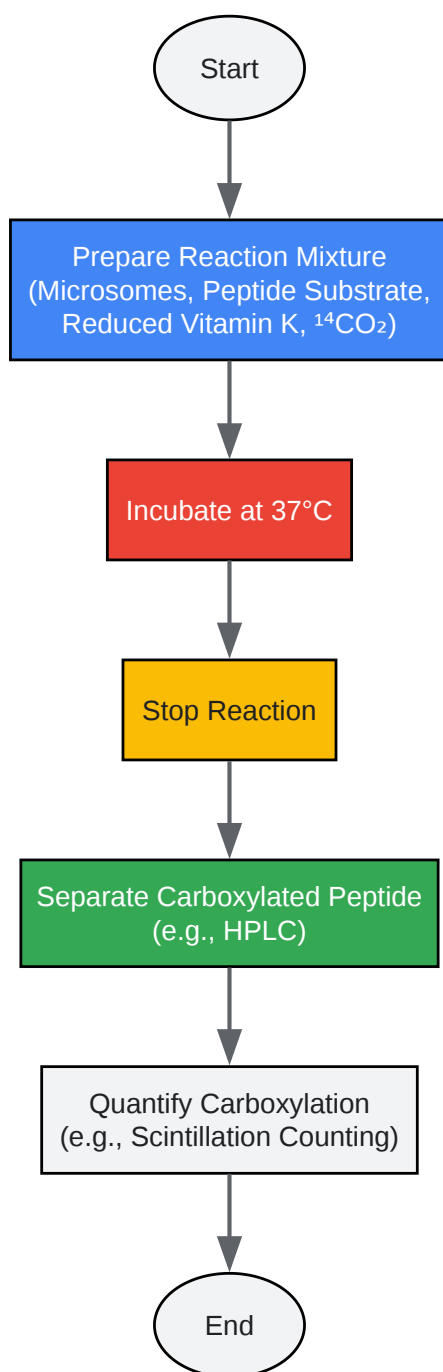 Start
Prepare Reaction Mixture
(Microsomes, Peptide Substrate,
Reduced Vitamin K, ¹⁴CO₂)
Incubate at 37°C
Stop Reaction
Separate Carboxylated Peptide
(e.g., HPLC)
Quantify Carboxylation
(e.g., Scintillation Counting)
End